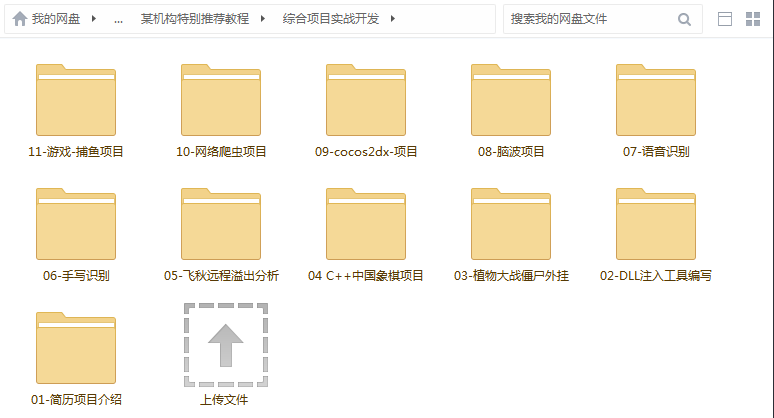 我的网盘 ... 某机构特别推荐教程 综合项目实战开发 搜索我的网盘文件
11-游戏-捕鱼项目 10-网络爬虫项目 09-cocos2dx-项目 08-脑波项目 07-语音识别
06-手写识别 05-飞秋远程溢出分析 04 C++中国象棋项目 03-植物大战僵尸外挂 02-DLL注入工具编写
01-简历项目介绍 上传文件